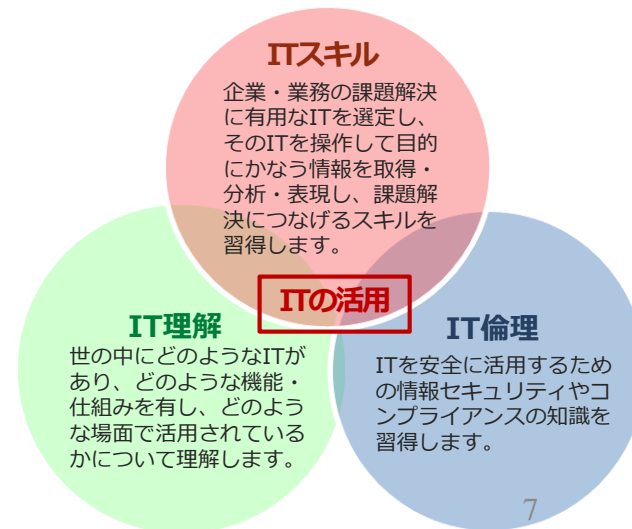 ITスキル
企業・業務の課題解決
に有用なITを選定し、
そのITを操作して目的
にかなう情報を取得・
分析・表現し、課題解
決につなげるスキルを
習得します。
ITの活用
IT理解
世の中にどのようなITが
あり、どのような機能・
仕組みを有し、どのよう
な場面で活用されている
かについて理解します。
IT倫理
ITを安全に活用するため
の情報セキュリティやコ
ンプライアンスの知識を
習得します。
7